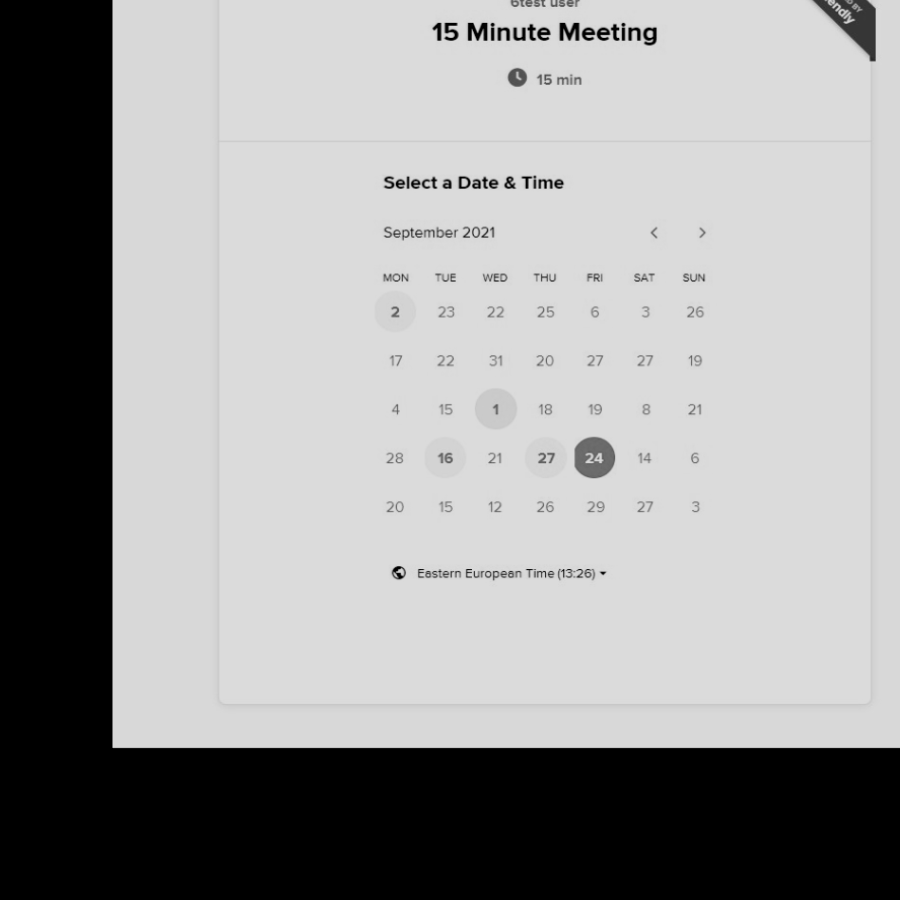 6test user
15 Minute Meeting
15 min
Select a Date & Time
September 2021
MON TUE WED THU FRI SAT SUN
2 23 22 25 6 3 26
17 22 31 20 27 27 19
4 15 1 18 19 8 21
28 16 21 27 24 14 6
20 15 12 26 29 27 3
Eastern European Time (13:26)